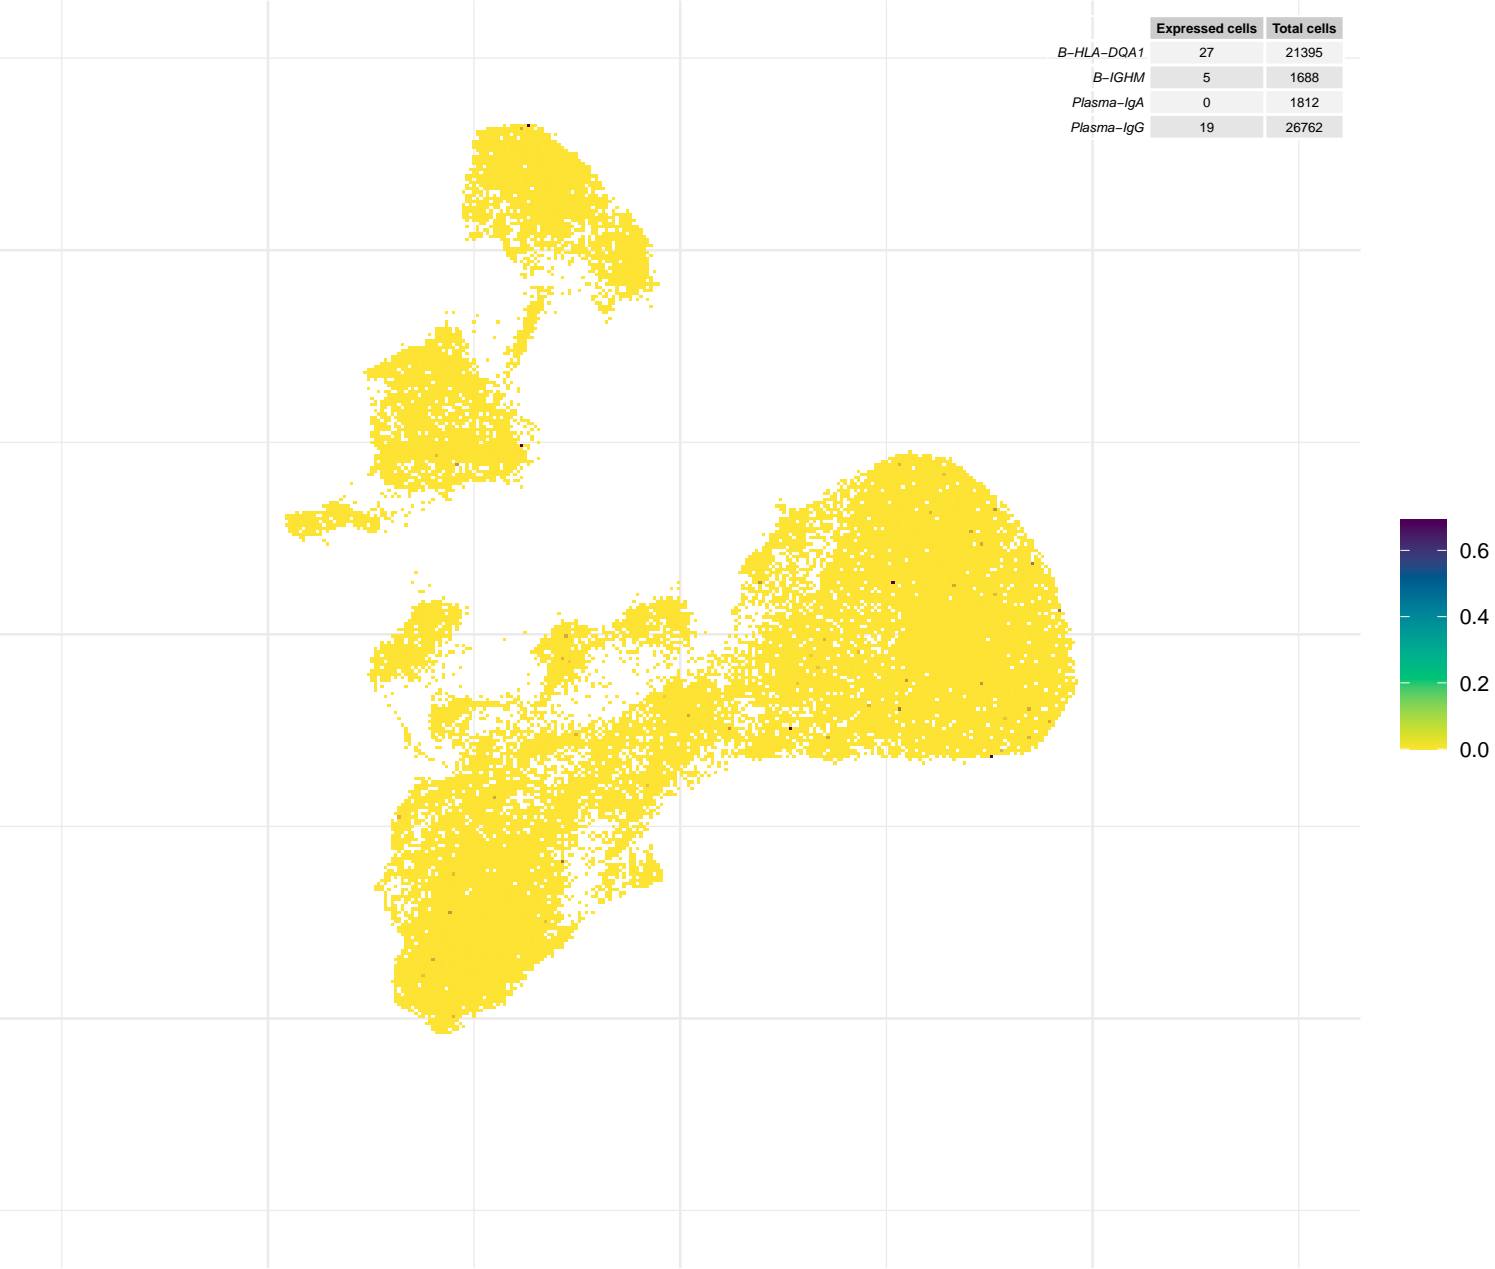 Expressed cells Total cells
B−HLA−DQA1 27 21395
B−IGHM 5 1688
Plasma−IgA 0 1812
Plasma−IgG 19 26762
0.6
0.4
0.2
0.0